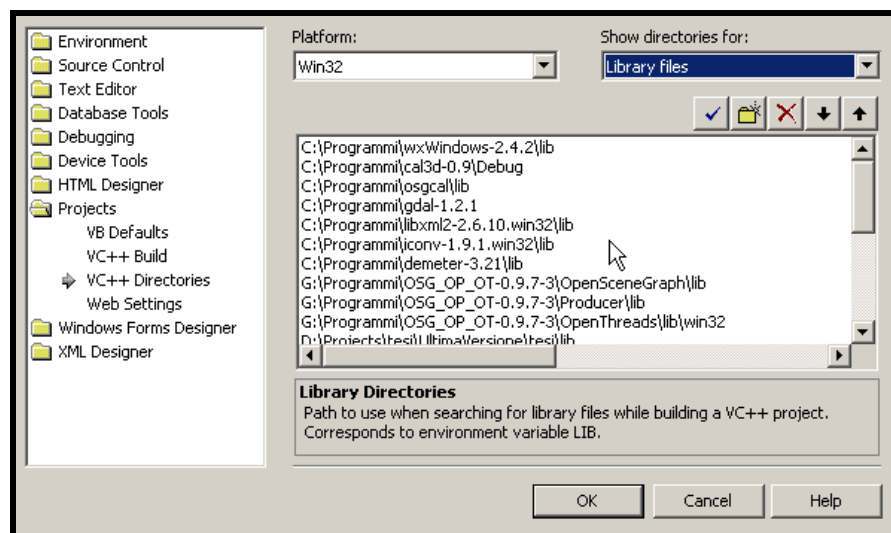 Environment
Source Control
Text Editor
Database Tools
Debugging
Device Tools
HTML Designer
Projects
VB Defaults
VC++ Build
VC++ Directories
Web Settings
Windows Forms Designer
XML Designer
Platform:
Win32
Show directories for:
Library files
C:\Programmi\wxWindows-2.4.2\lib
C:\Programmi\cal3d-0.9\Debug
C:\Programmi\osgcal\lib
C:\Programmi\gdal-1.2.1
C:\Programmi\libxml2-2.6.10.win32\lib
C:\Programmi\iconv-1.9.1.win32\lib
C:\Programmi\demeter-3.21\lib
G:\Programmi\OSG_OP_OT-0.9.7-3\OpenSceneGraph\lib
G:\Programmi\OSG_OP_OT-0.9.7-3\Producer\lib
G:\Programmi\OSG_OP_OT-0.9.7-3\OpenThreads\lib\win32
D:\Projects\tesi\UltimaVersione\tesi\lib
Library Directories
Path to use when searching for library files while building a VC++ project.
Corresponds to environment variable LIB.
OK
Cancel
Help